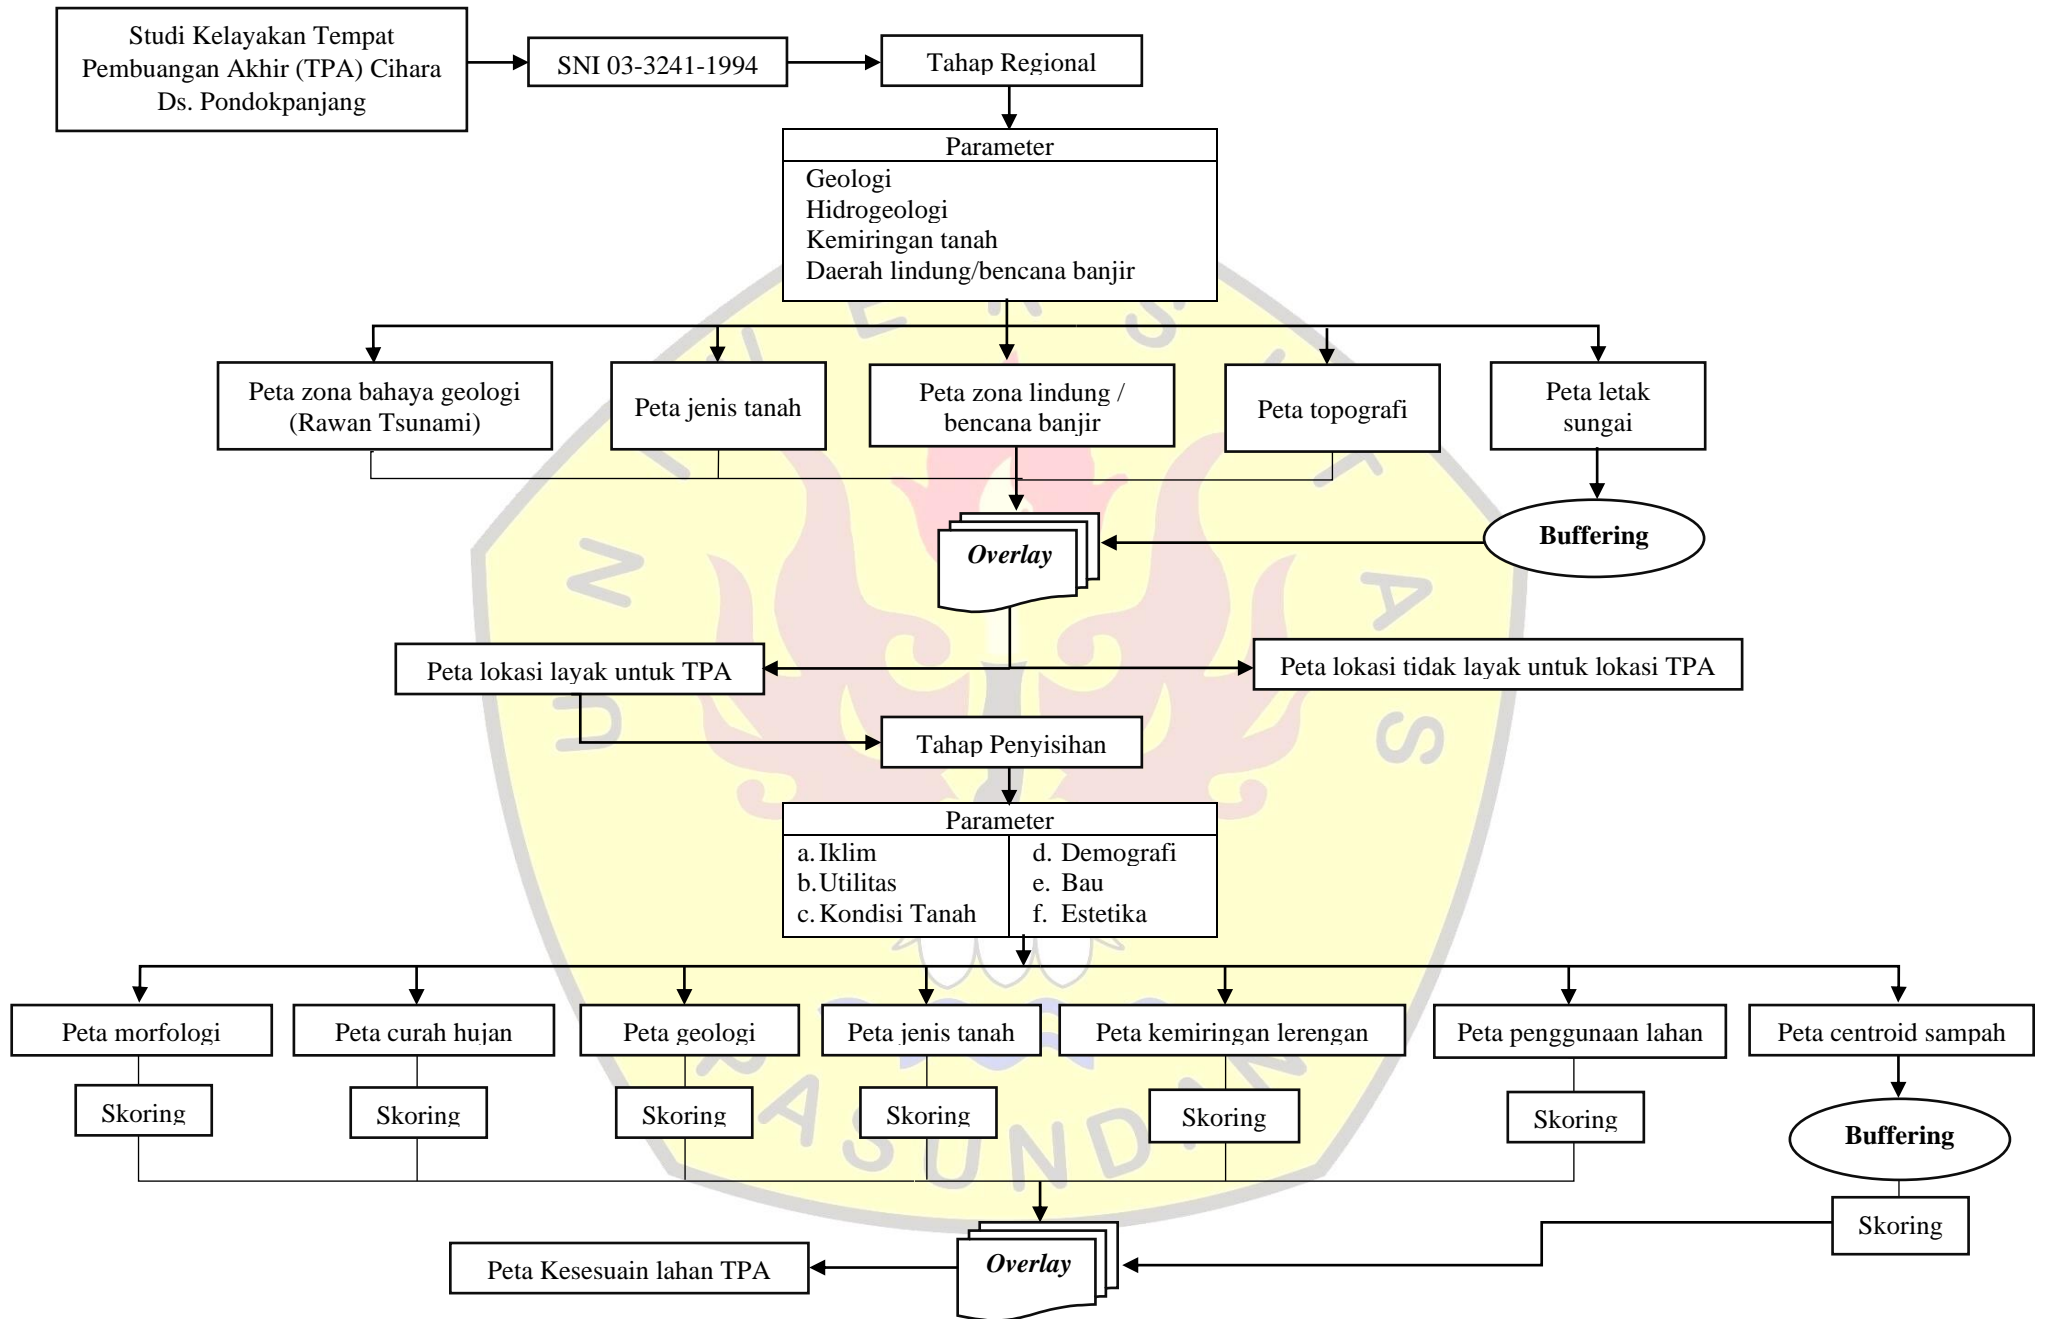 Studi Kelayakan Tempat
Pembuangan Akhir (TPA) Cihara
Ds. Pondokpanjang
SNI 03-3241-1994
Tahap Regional
Parameter
Geologi
Hidrogeologi
Kemiringan tanah
Daerah lindung/bencana banjir
Peta zona bahaya geologi
(Rawan Tsunami)
Peta jenis tanah
Peta zona lindung /
bencana banjir
Peta topografi
Peta letak
sungai
Overlay
Buffering
Peta lokasi layak untuk TPA
Peta lokasi tidak layak untuk lokasi TPA
Tahap Penyisihan
Parameter
a. Iklim
b. Utilitas
c. Kondisi Tanah
d. Demografi
e. Bau
f. Estetika
Peta morfologi
Peta curah hujan
Peta geologi
Peta jenis tanah
Peta kemiringan lerengan
Peta penggunaan lahan
Peta centroid sampah
Skoring
Skoring
Skoring
Skoring
Skoring
Skoring
Buffering
Skoring
Peta Kesesuain lahan TPA
Overlay
UNIVERSITAS
PASUNDAN